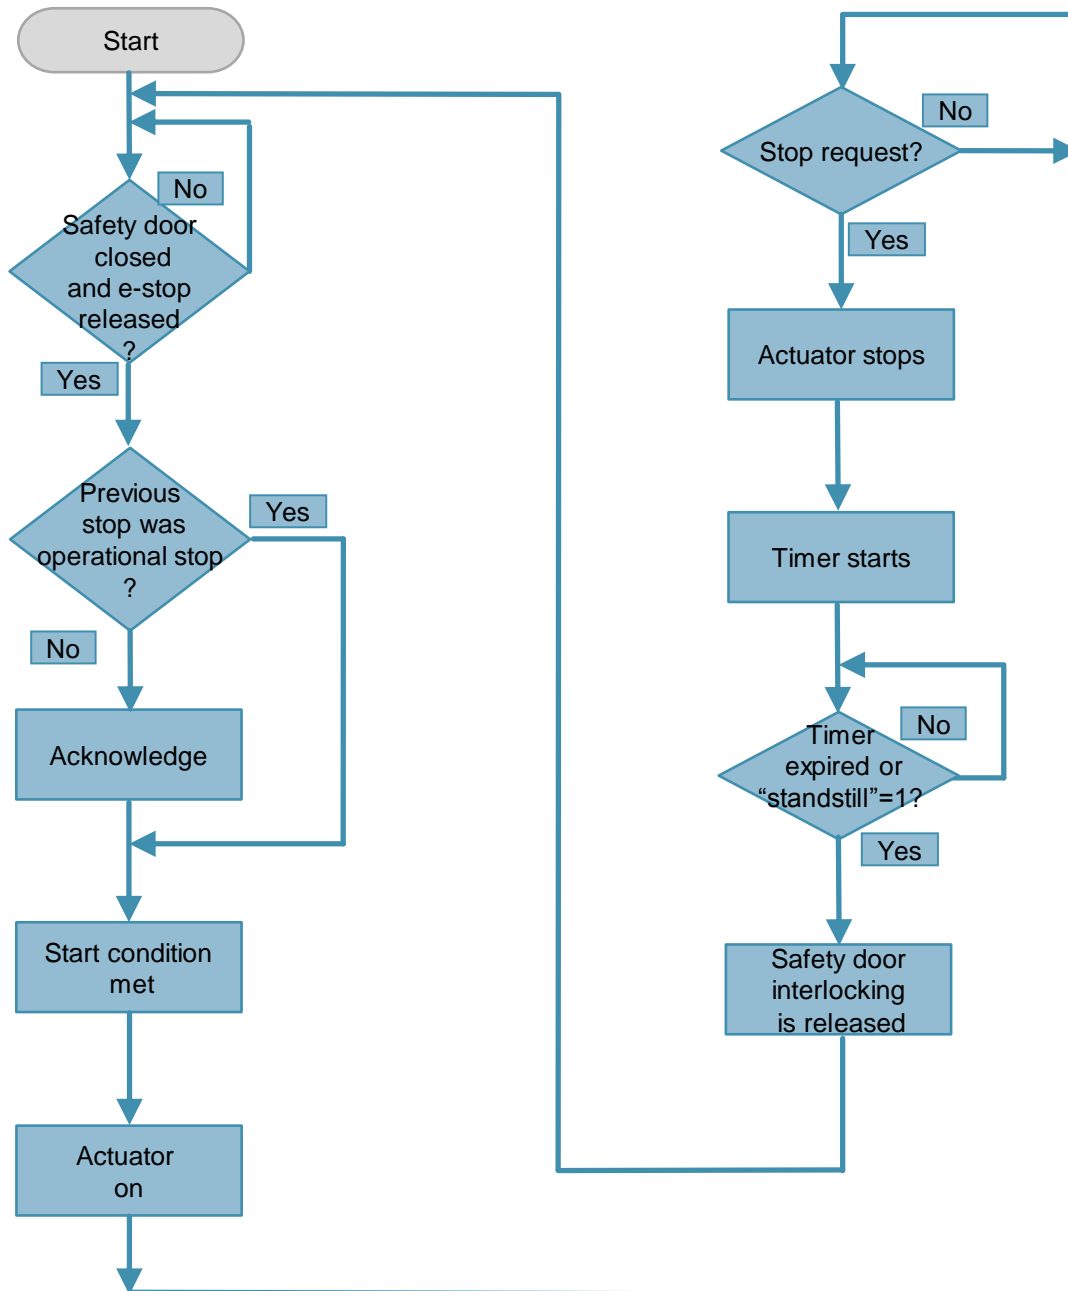 Start
No
Safety door
closed
and e-stop
released
?
Yes
Previous
stop was
operational stop
?
Yes
No
Acknowledge
Start condition
met
Actuator
on
No
Stop request?
Yes
Actuator stops
Timer starts
No
Timer
expired or
“standstill”=1?
Yes
Safety door
interlocking
is released